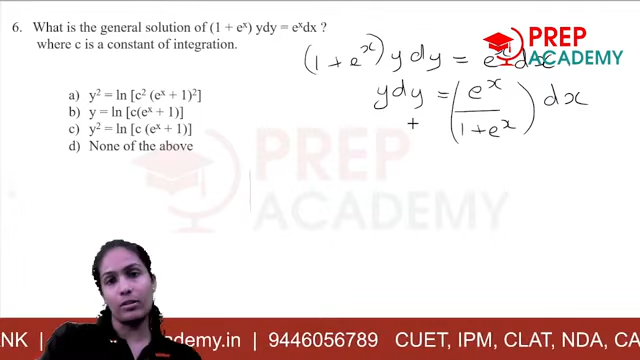 6. What is the general solution of (1 + eˣ) ydy = eˣdx ?
where c is a constant of integration.
a) y² = ln [c² (eˣ + 1)²]
b) y = ln [c(eˣ + 1)]
c) y² = ln [c (eˣ + 1)]
d) None of the above
(1 + eˣ) y dy = eˣ dx
y dy = (eˣ / 1 + eˣ) dx
+
PREP
ACADEMY
PREP
ACADEMY
NK | cademy.in | 9446056789 CUET, IPM, CLAT, NDA, CA